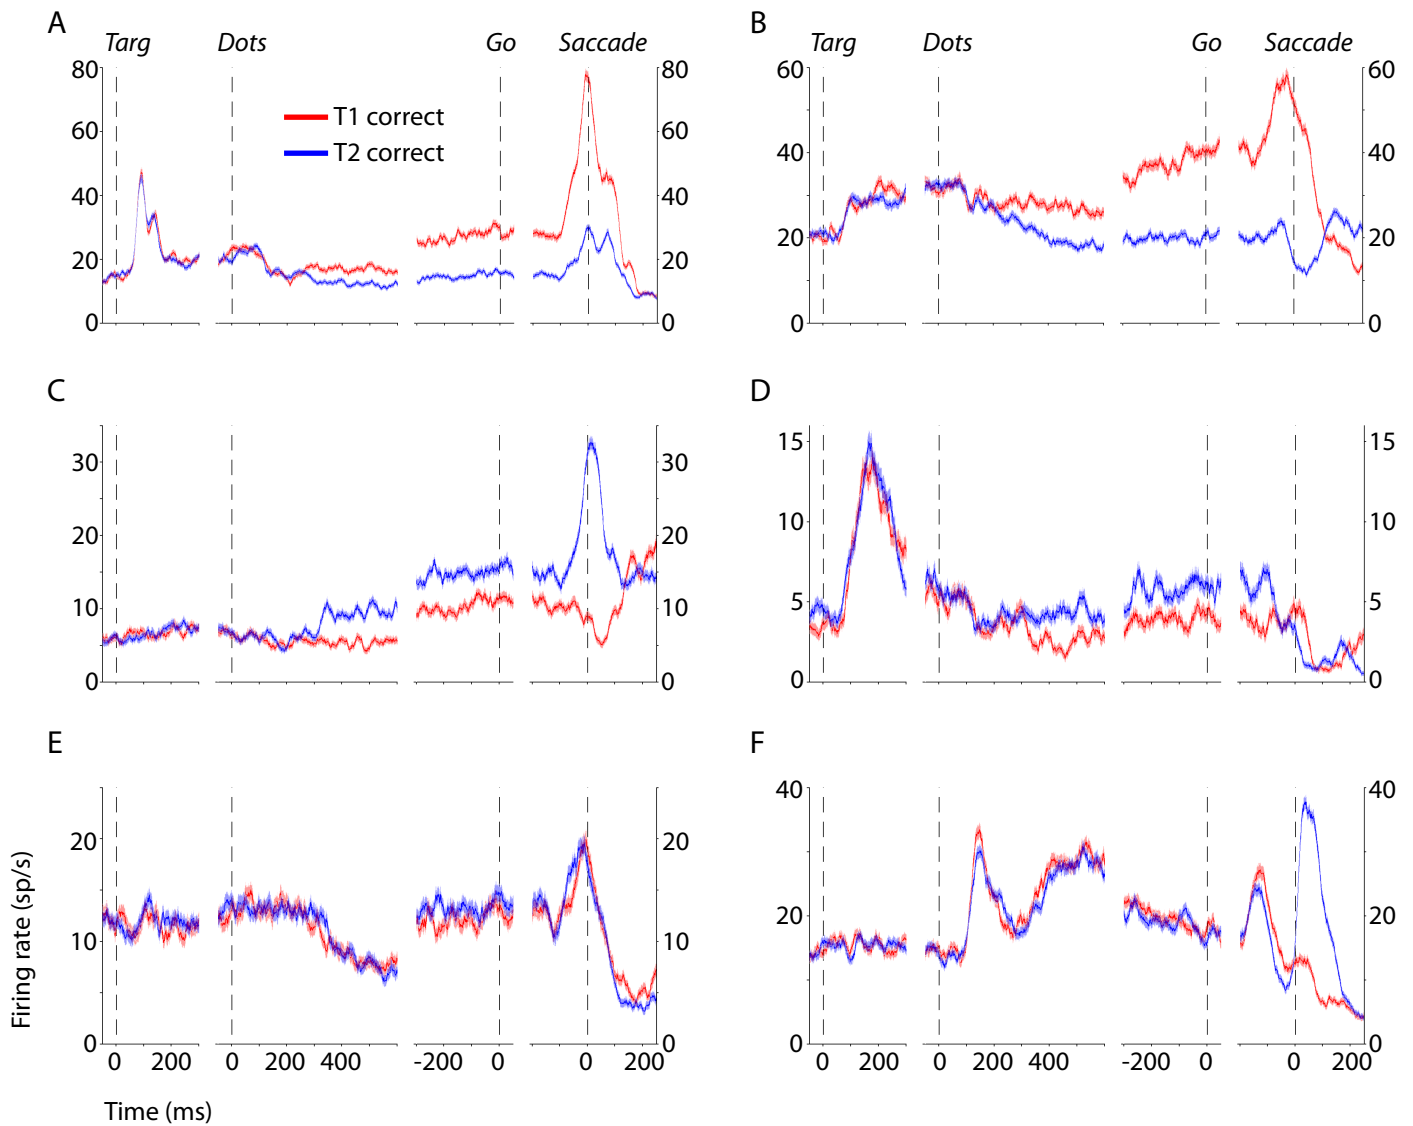 A
Targ Dots Go Saccade
80 80
60 60
40 40
20 20
0 0
T1 correct
T2 correct
B
Targ Dots Go Saccade
60 60
40 40
20 20
0 0
C
30 30
20 20
10 10
0 0
D
15 15
10 10
5 5
0 0
E
20 20
10 10
0 0
0 200 0 200 400 -200 0 0 200
Firing rate (sp/s)
Time (ms)
F
40 40
20 20
0 0
0 200 0 200 400 -200 0 0 200